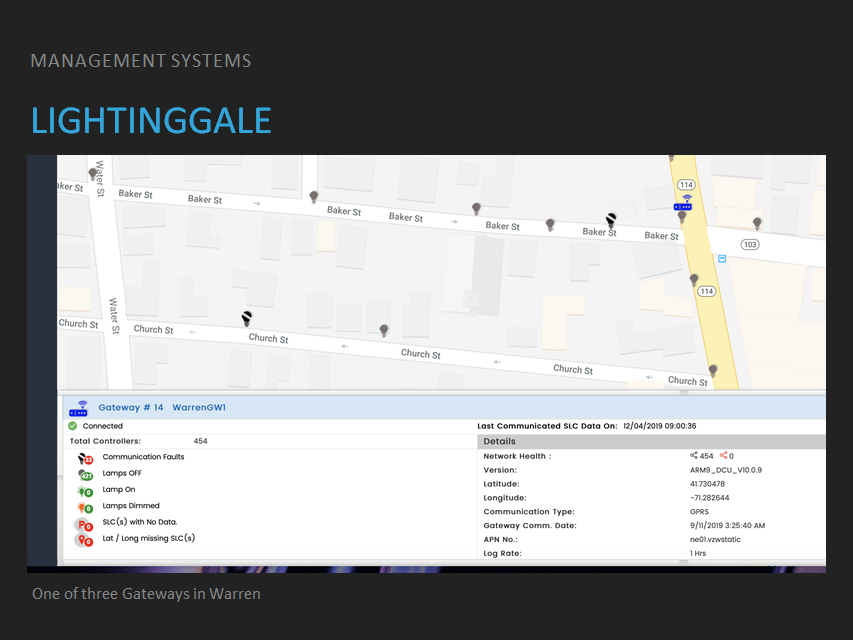 MANAGEMENT SYSTEMS
LIGHTINGGALE
Water St
aker St
Baker St
Baker St
Baker St
Baker St
Baker St
Baker St
Baker St
114
103
114
Water St
Church St
Church St
Church St
Church St
Church St
Church St
Gateway # 14 WarrenGW1
Connected
Last Communicated SLC Data On: 12/04/2019 09:00:36
Total Controllers: 454
Details
33 Communication Faults
Network Health : 454 0
421 Lamps OFF
Version: ARM9_DCU_V10.0.9
0 Lamp On
Latitude: 41.730478
0 Lamps Dimmed
Longitude: -71.282644
0 SLC(s) with No Data.
Communication Type: GPRS
0 Lat / Long missing SLC(s)
Gateway Comm. Date: 9/11/2019 3:25:40 AM
APN No.: ne01.vzwstatic
Log Rate: 1 Hrs
One of three Gateways in Warren